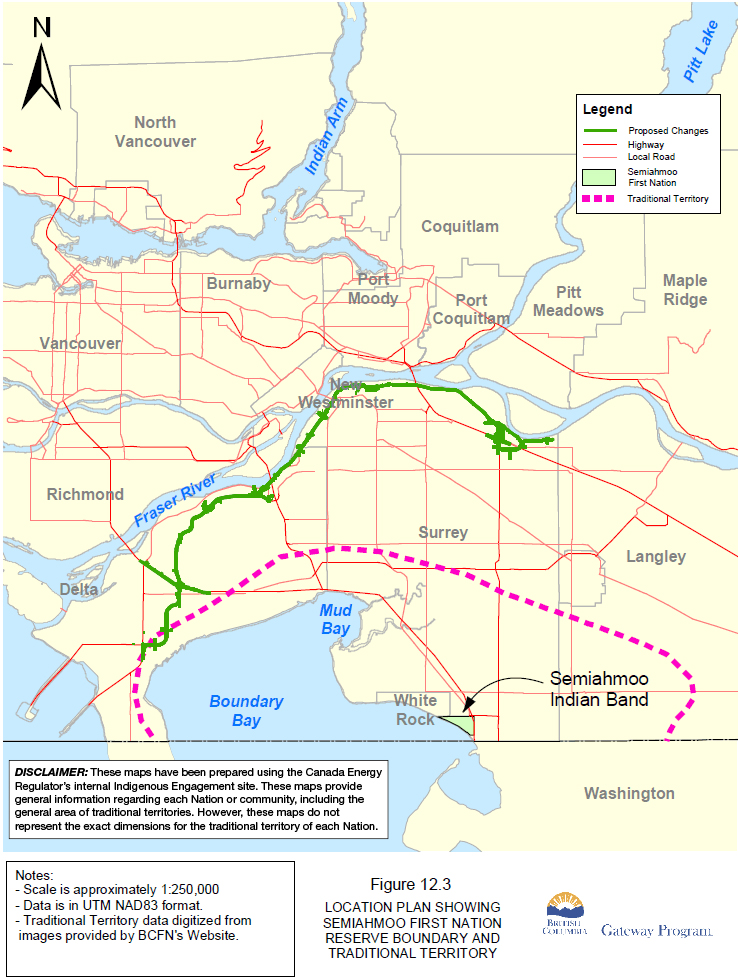 N
Pitt Lake
Legend
Proposed Changes
Highway
Local Road
Semiahmoo
First Nation
Traditional Territory
North
Vancouver
Indian Arm
Coquitlam
Burnaby
Port
Moody
Port
Coquitlam
Pitt
Meadows
Maple
Ridge
Vancouver
New
Westminster
Richmond
Fraser River
Surrey
Langley
Delta
Mud
Bay
Boundary
Bay
White
Rock
Semiahmoo
Indian Band
Washington
DISCLAIMER: These maps have been prepared using the Canada Energy
Regulator's internal Indigenous Engagement site. These maps provide
general information regarding each Nation or community, including the
general area of traditional territories. However, these maps do not
represent the exact dimensions for the traditional territory of each Nation.
Notes:
- Scale is approximately 1:250,000
- Data is in UTM NAD83 format.
- Traditional Territory data digitized from
images provided by BCFN's Website.
Figure 12.3
LOCATION PLAN SHOWING
SEMIAHMOO FIRST NATION
RESERVE BOUNDARY AND
TRADITIONAL TERRITORY
BRITISH
COLUMBIA
Gateway Program